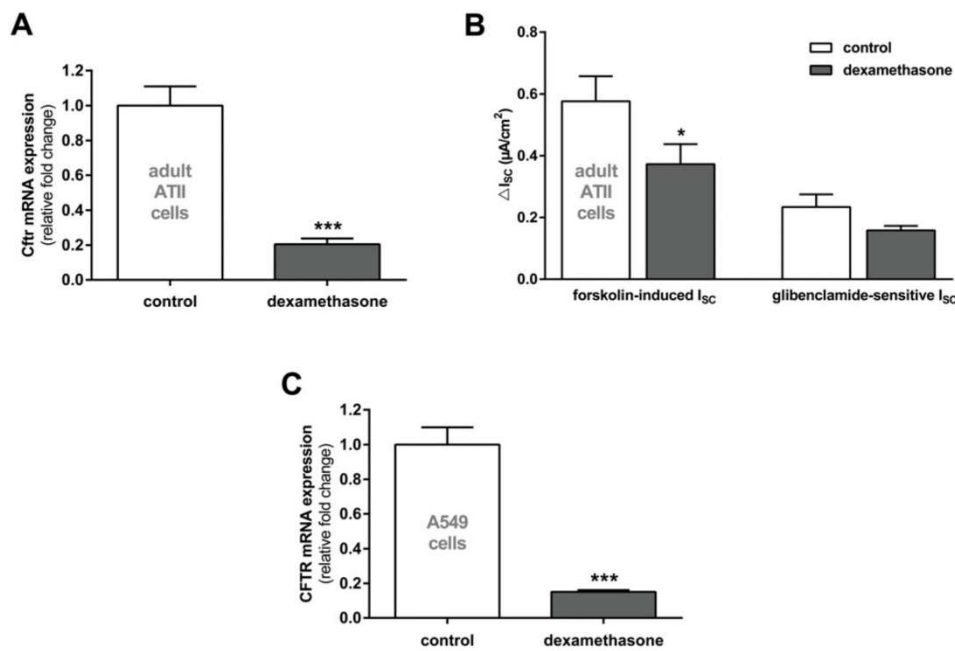 A
Cftr mRNA expression
(relative fold change)
1.2
1.0
0.8
0.6
0.4
0.2
0.0
adult
ATII
cells
***
control
dexamethasone
B
△ISC (µA/cm²)
0.8
0.6
0.4
0.2
0.0
control
dexamethasone
adult
ATII
cells
*
forskolin-induced ISC
glibenclamide-sensitive ISC
C
CFTR mRNA expression
(relative fold change)
1.2
1.0
0.8
0.6
0.4
0.2
0.0
A549
cells
***
control
dexamethasone